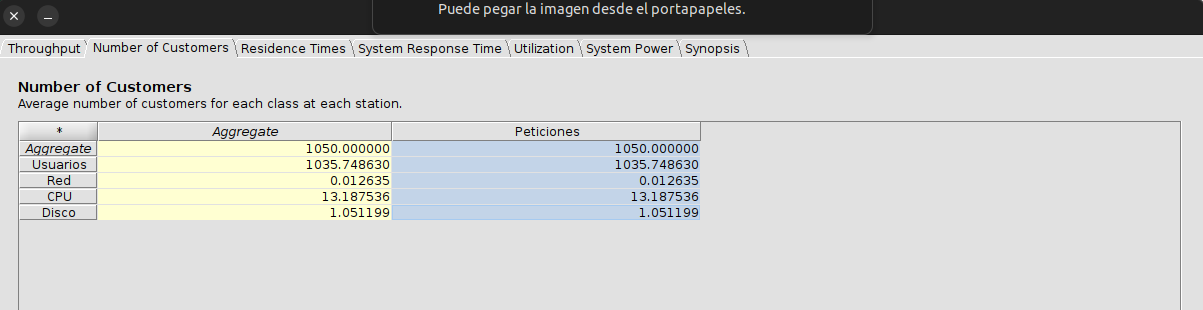 Puede pegar la imagen desde el portapapeles.
Throughput Number of Customers Residence Times System Response Time Utilization System Power Synopsis
Number of Customers
Average number of customers for each class at each station.
* Aggregate Peticiones
Aggregate 1050.000000 1050.000000
Usuarios 1035.748630 1035.748630
Red 0.012635 0.012635
CPU 13.187536 13.187536
Disco 1.051199 1.051199